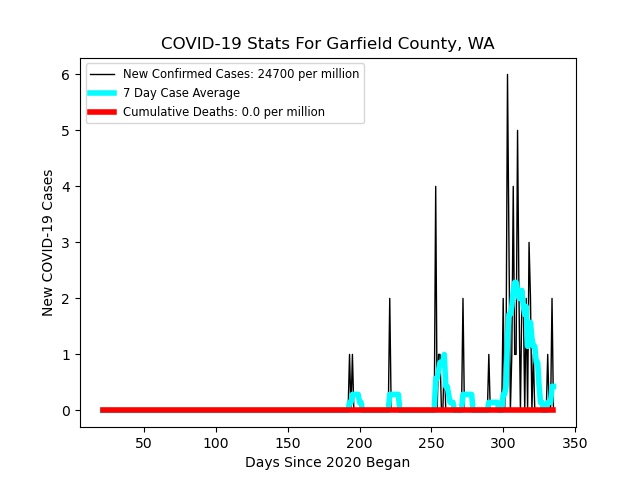 COVID-19 Stats For Garfield County, WA
New Confirmed Cases: 24700 per million
7 Day Case Average
Cumulative Deaths: 0.0 per million
New COVID-19 Cases
6
5
4
3
2
1
0
50 100 150 200 250 300 350
Days Since 2020 Began